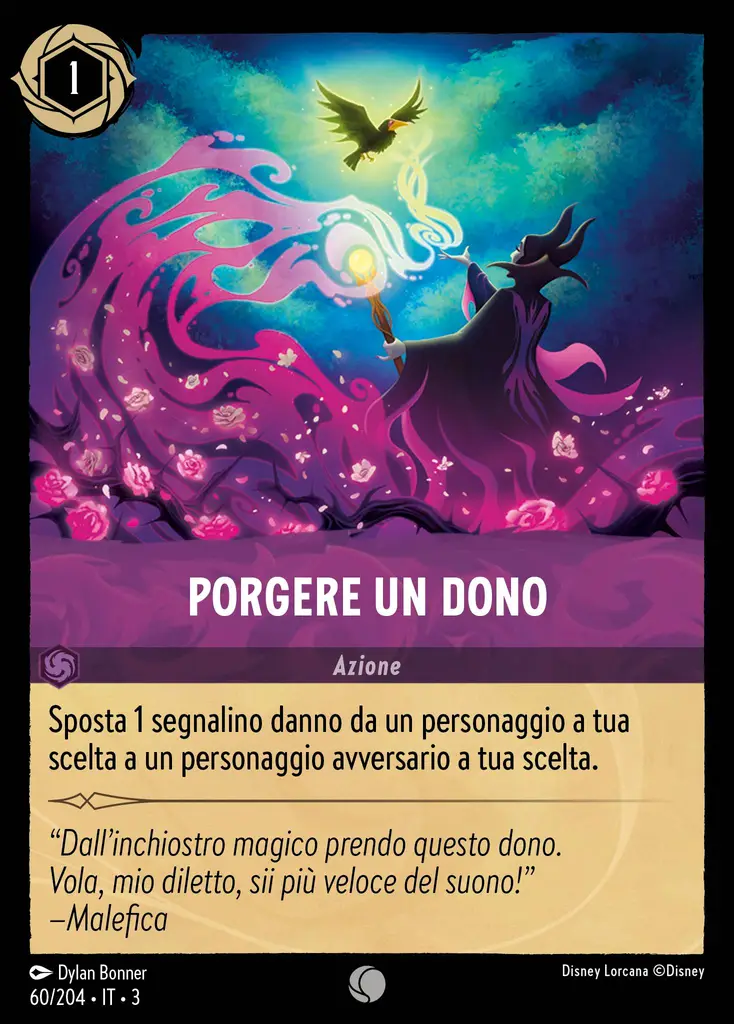 1
PORGERE UN DONO
Azione
Sposta 1 segnalino danno da un personaggio a tua
scelta a un personaggio avversario a tua scelta.
“Dall’inchiostro magico prendo questo dono.
Vola, mio diletto, sii più veloce del suono!”
–Malefica
Dylan Bonner
Disney Lorcana ©Disney
60/204 • IT • 3